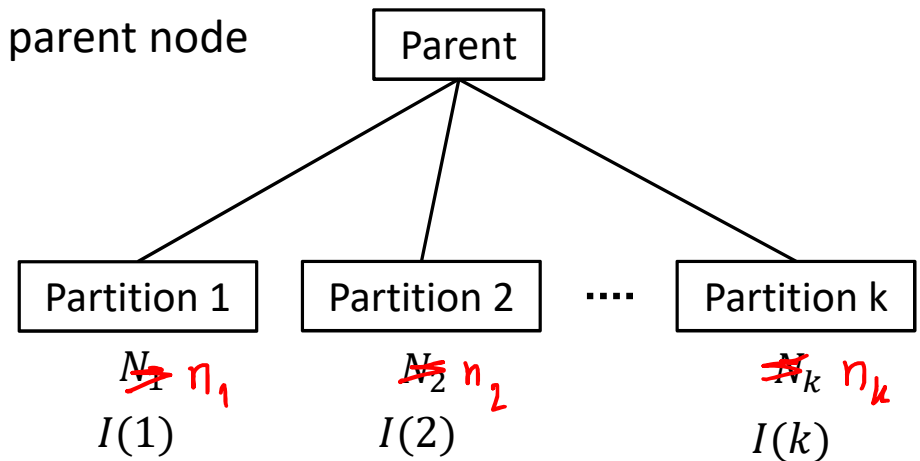 parent node
Parent
Partition 1 Partition 2 .... Partition k
N₁ n₁ N₂ n₂ Nₖ nₖ
I(1) I(2) I(k)